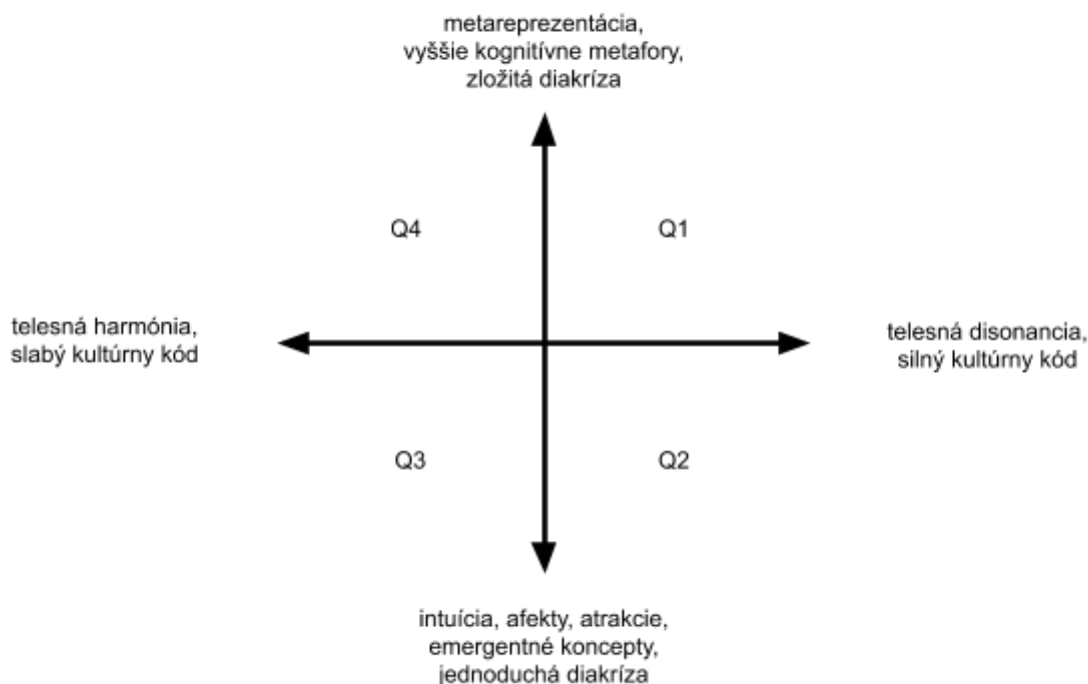 metareprezentácia,
vyššie kognitívne metafory,
zložitá diakríza
Q4
Q1
telesná harmónia,
slabý kultúrny kód
telesná disonancia,
silný kultúrny kód
Q3
Q2
intuícia, afekty, atrakcie,
emergentné koncepty,
jednoduchá diakríza